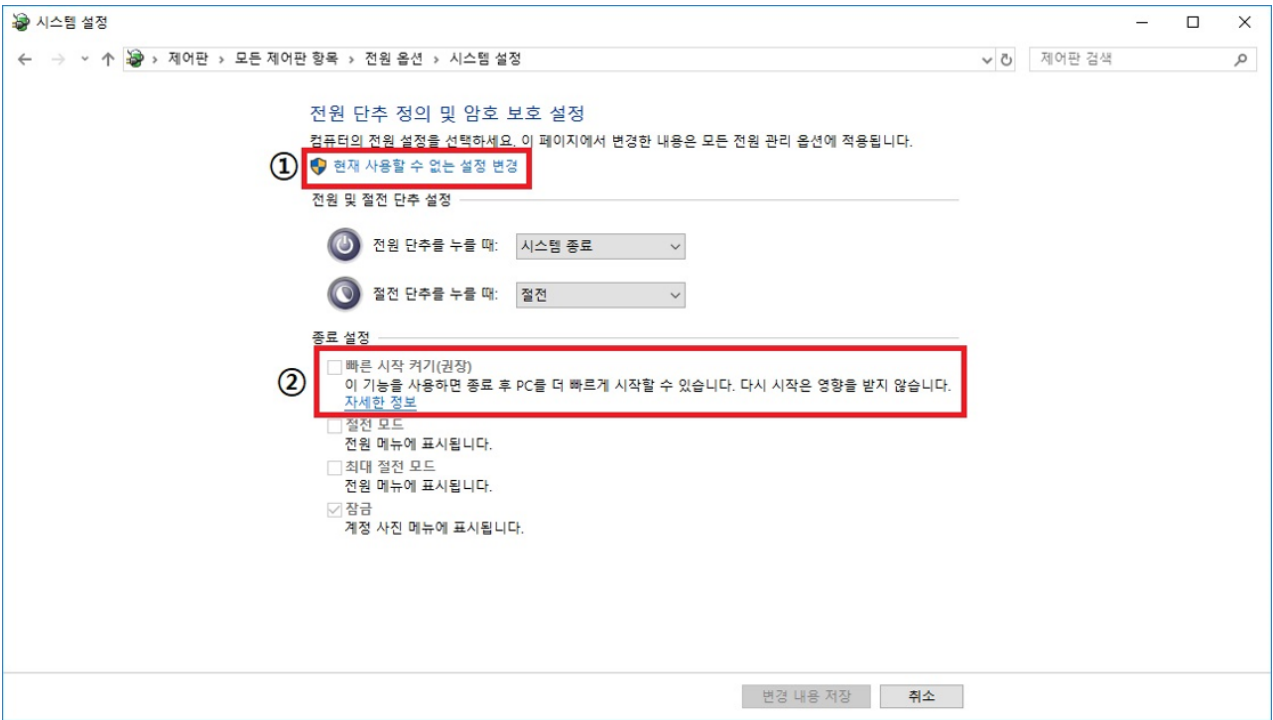 시스템 설정
제어판 › 모든 제어판 항목 › 전원 옵션 › 시스템 설정
제어판 검색
전원 단추 정의 및 암호 보호 설정
컴퓨터의 전원 설정을 선택하세요. 이 페이지에서 변경한 내용은 모든 전원 관리 옵션에 적용됩니다.
① 현재 사용할 수 없는 설정 변경
전원 및 절전 단추 설정
전원 단추를 누를 때: 시스템 종료
절전 단추를 누를 때: 절전
종료 설정
② 빠른 시작 켜기(권장)
이 기능을 사용하면 종료 후 PC를 더 빠르게 시작할 수 있습니다. 다시 시작은 영향을 받지 않습니다.
자세한 정보
절전 모드
전원 메뉴에 표시됩니다.
최대 절전 모드
전원 메뉴에 표시됩니다.
잠금
계정 사진 메뉴에 표시됩니다.
변경 내용 저장 취소